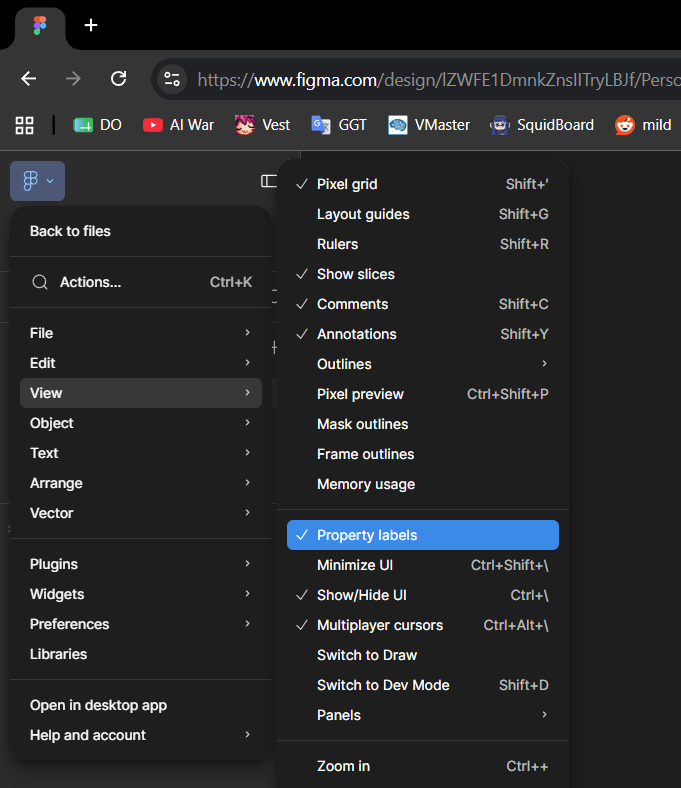 https://www.figma.com/design/lZWFE1DmnkZnsIITryLBJf/Perso
DO AI War Vest GGT VMaster SquidBoard mild
Back to files
Actions... Ctrl+K
File
Edit
View
Object
Text
Arrange
Vector
Plugins
Widgets
Preferences
Libraries
Open in desktop app
Help and account
Pixel grid Shift+'
Layout guides Shift+G
Rulers Shift+R
Show slices
Comments Shift+C
Annotations Shift+Y
Outlines
Pixel preview Ctrl+Shift+P
Mask outlines
Frame outlines
Memory usage
Property labels
Minimize UI Ctrl+Shift+\
Show/Hide UI Ctrl+\
Multiplayer cursors Ctrl+Alt+\
Switch to Draw
Switch to Dev Mode Shift+D
Panels
Zoom in Ctrl++